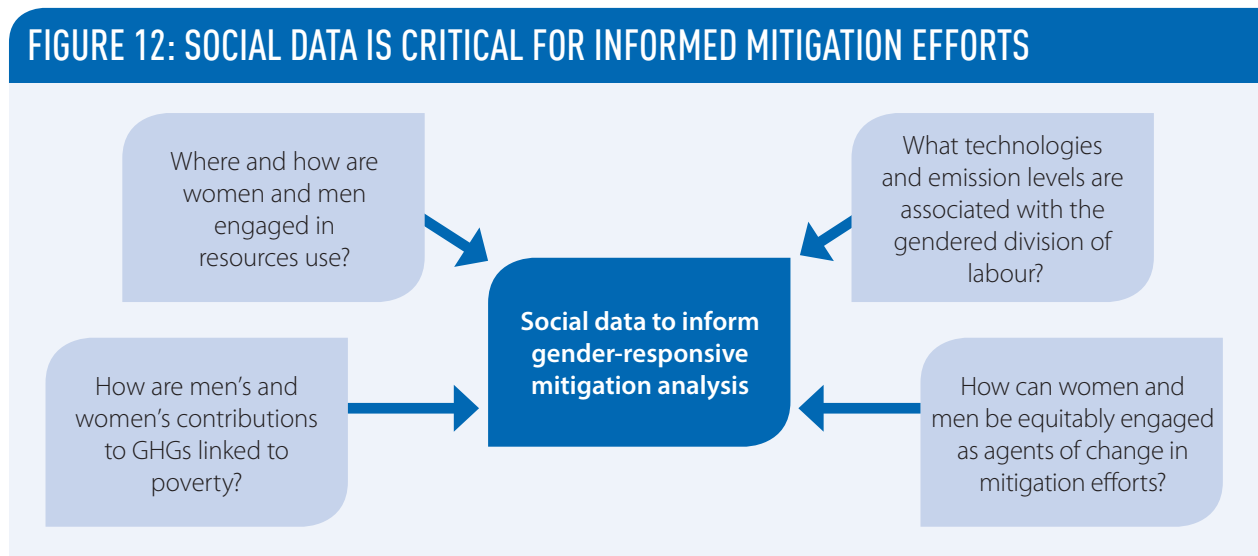 FIGURE 12: SOCIAL DATA IS CRITICAL FOR INFORMED MITIGATION EFFORTS
Where and how are
women and men
engaged in
resources use?
What technologies
and emission levels are
associated with the
gendered division of
labour?
Social data to inform
gender-responsive
mitigation analysis
How are men’s and
women’s contributions
to GHGs linked to
poverty?
How can women and
men be equitably engaged
as agents of change in
mitigation efforts?